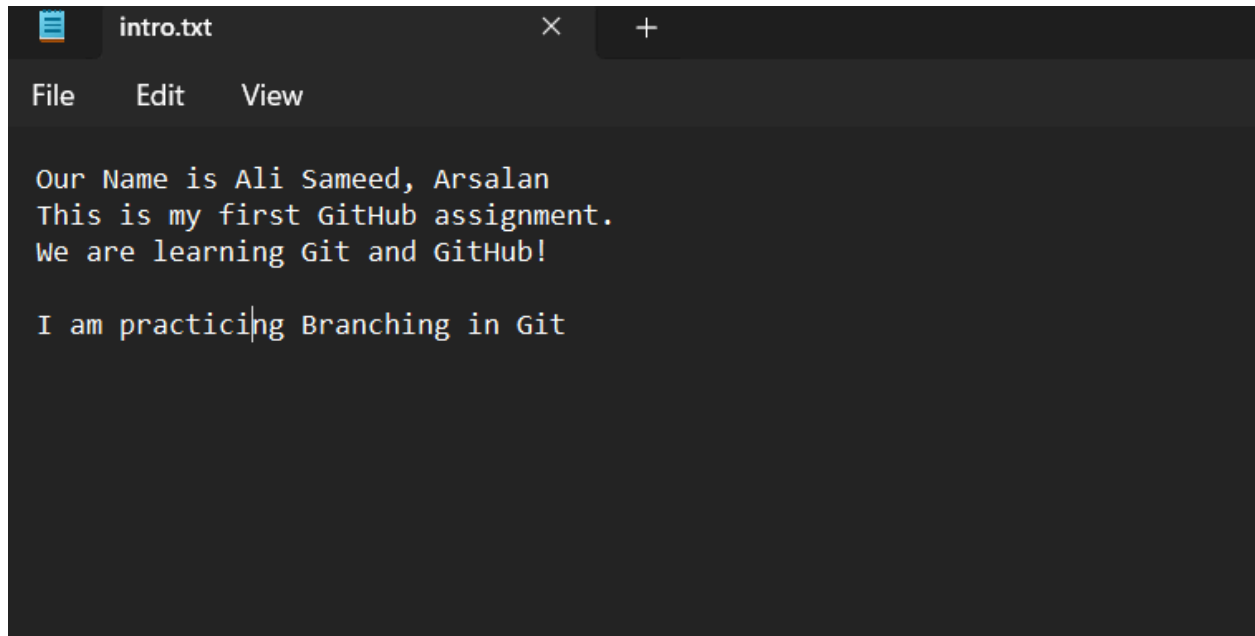 intro.txt
File Edit View
Our Name is Ali Sameed, Arsalan
This is my first GitHub assignment.
We are learning Git and GitHub!
I am practicing Branching in Git